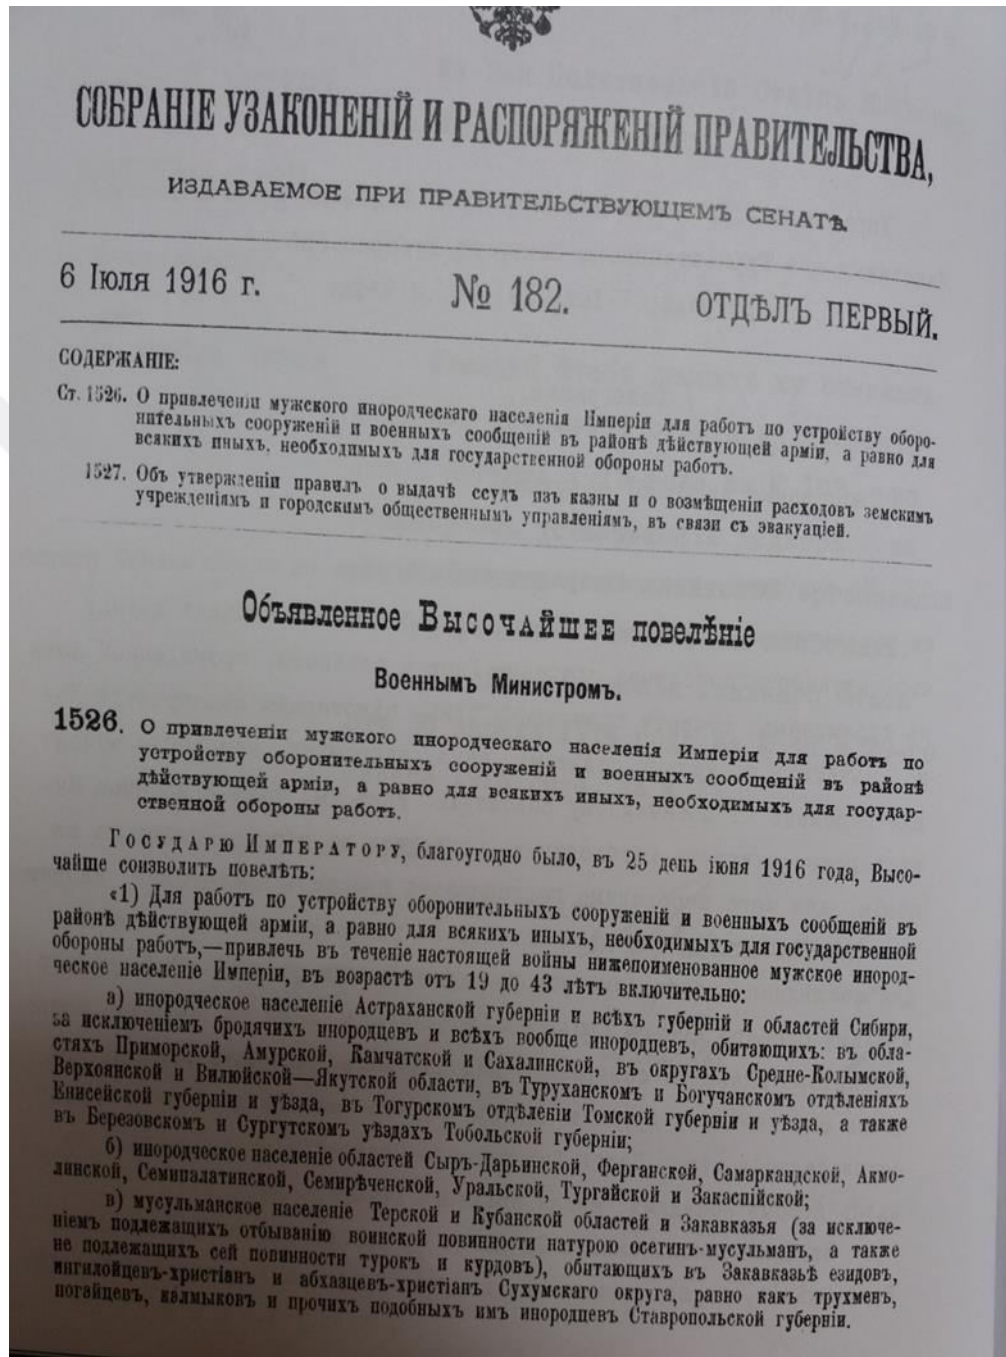 СОБРАНІЕ УЗАКОНЕНІЙ И РАСПОРЯЖЕНІЙ ПРАВИТЕЛЬСТВА,
ИЗДАВАЕМОЕ ПРИ ПРАВИТЕЛЬСТВУЮЩЕМЪ СЕНАТѢ.
6 Іюля 1916 г. № 182. ОТДѢЛЪ ПЕРВЫЙ.
СОДЕРЖАНІЕ:
Ст. 1526. О привлеченіи мужского инородческаго населенія Имперіи для работъ по устройству оборо-
нительныхъ сооруженій и военныхъ сообщеній въ районѣ дѣйствующей арміи, а равно для
всякихъ иныхъ, необходимыхъ для государственной обороны работъ.
1527. Объ утвержденіи правилъ о выдачѣ ссудъ изъ казны и о возмѣщеніи расходовъ земскимъ
учрежденіямъ и городскимъ общественнымъ управленіямъ, въ связи съ эвакуаціей.
Объявленное Высочайшее повелѣніе
Военнымъ Министромъ.
1526. О привлеченіи мужского инородческаго населенія Имперіи для работъ по
устройству оборонительныхъ сооруженій и военныхъ сообщеній въ районѣ
дѣйствующей арміи, а равно для всякихъ иныхъ, необходимыхъ для государ-
ственной обороны работъ.
Государю Императору, благоугодно было, въ 25 день іюня 1916 года, Высо-
чайше соизволить повелѣть:
«1) Для работъ по устройству оборонительныхъ сооруженій и военныхъ сообщеній въ
районѣ дѣйствующей арміи, а равно для всякихъ иныхъ, необходимыхъ для государственной
обороны работъ,—привлечь въ теченіе настоящей войны нижепоименованное мужское инород-
ческое населеніе Имперіи, въ возрастѣ отъ 19 до 43 лѣтъ включительно:
а) инородческое населеніе Астраханской губерніи и всѣхъ губерній и областей Сибири,
за исключеніемъ бродячихъ инородцевъ и всѣхъ вообще инородцевъ, обитающихъ: въ обла-
стяхъ Приморской, Амурской, Камчатской и Сахалинской, въ округахъ Средне-Колымской,
Верхоянской и Вилюйской—Якутской области, въ Туруханскомъ и Богучанскомъ отдѣленіяхъ
Енисейской губерніи и уѣзда, въ Тогурскомъ отдѣленіи Томской губерніи и уѣзда, а также
въ Березовскомъ и Сургутскомъ уѣздахъ Тобольской губерніи;
б) инородческое населеніе областей Сыръ-Дарьинской, Ферганской, Самаркандской, Акмо-
линской, Семипалатинской, Семирѣченской, Уральской, Тургайской и Закаспійской;
в) мусульманское населеніе Терской и Кубанской областей и Закавказья (за исключе-
ніемъ подлежащихъ отбыванію воинской повинности натурою осегинъ-мусульманъ, а также
не подлежащихъ сей повинности турокъ и курдовъ), обитающихъ въ Закавказьѣ езидовъ,
ингилойцевъ-христіанъ и абхазцевъ-христіанъ Сухумскаго округа, равно какъ трухменъ,
ногайцевъ, калмыковъ и прочихъ подобныхъ имъ инородцевъ Ставропольской губерніи.